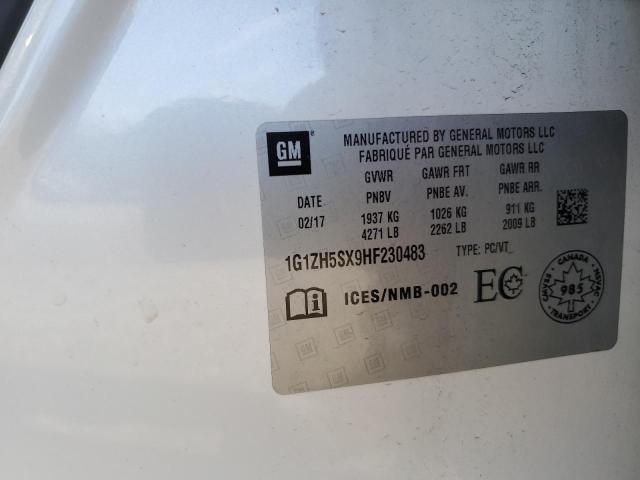 GM
MANUFACTURED BY GENERAL MOTORS LLC
FABRIQUÉ PAR GENERAL MOTORS LLC
GVWR GAWR FRT GAWR RR
DATE PNBV PNBE AV. PNBE ARR.
02/17 1937 KG 1026 KG 911 KG
4271 LB 2262 LB 2009 LB
1G1ZH5SX9HF230483 TYPE: PC/VT
ICES/NMB-002 EC
CANADA
CMVSS NSVAC
985
TRANSPORT